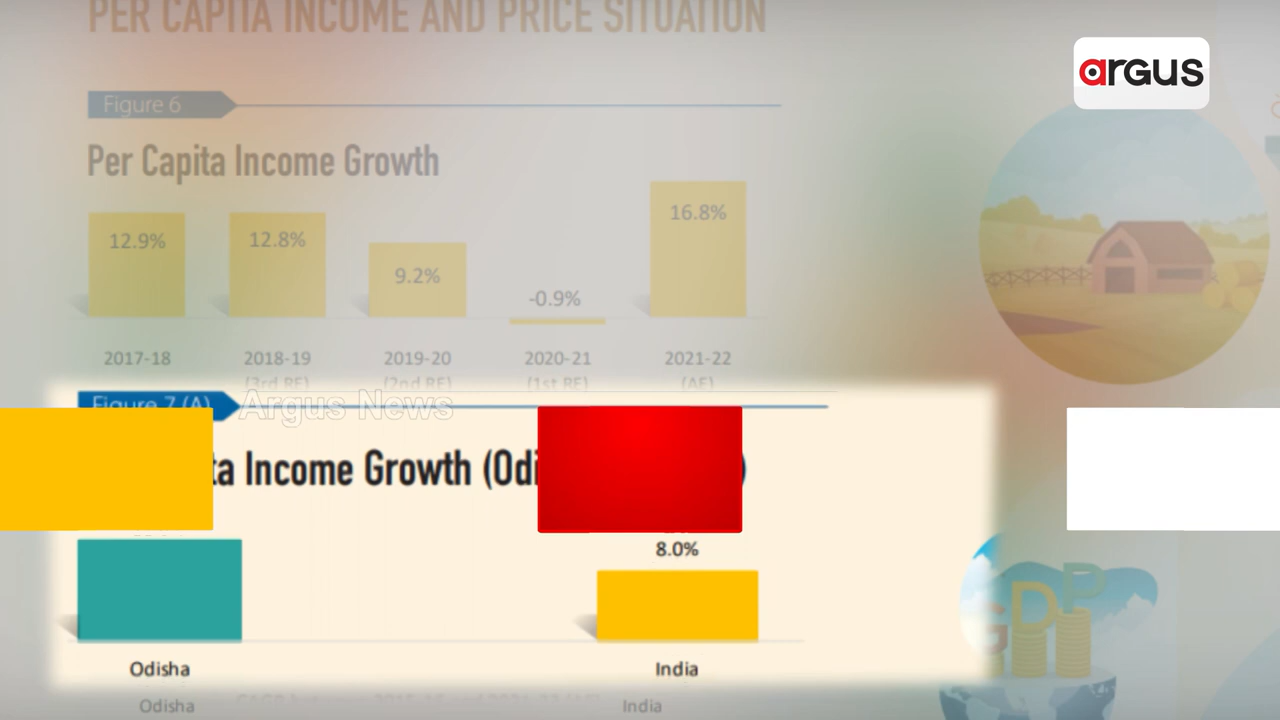 PER CAPITA INCOME AND PRICE SITUATION
argus
Figure 6
Per Capita Income Growth
12.9%
12.8%
9.2%
-0.9%
16.8%
2017-18
2018-19
2019-20
2020-21
2021-22
(3rd RE)
(2nd RE)
(1st RE)
(AE)
Figure 7 (A)
Argus News
ta Income Growth (Odi
)
8.0%
GDP
Odisha
India
Odisha
India